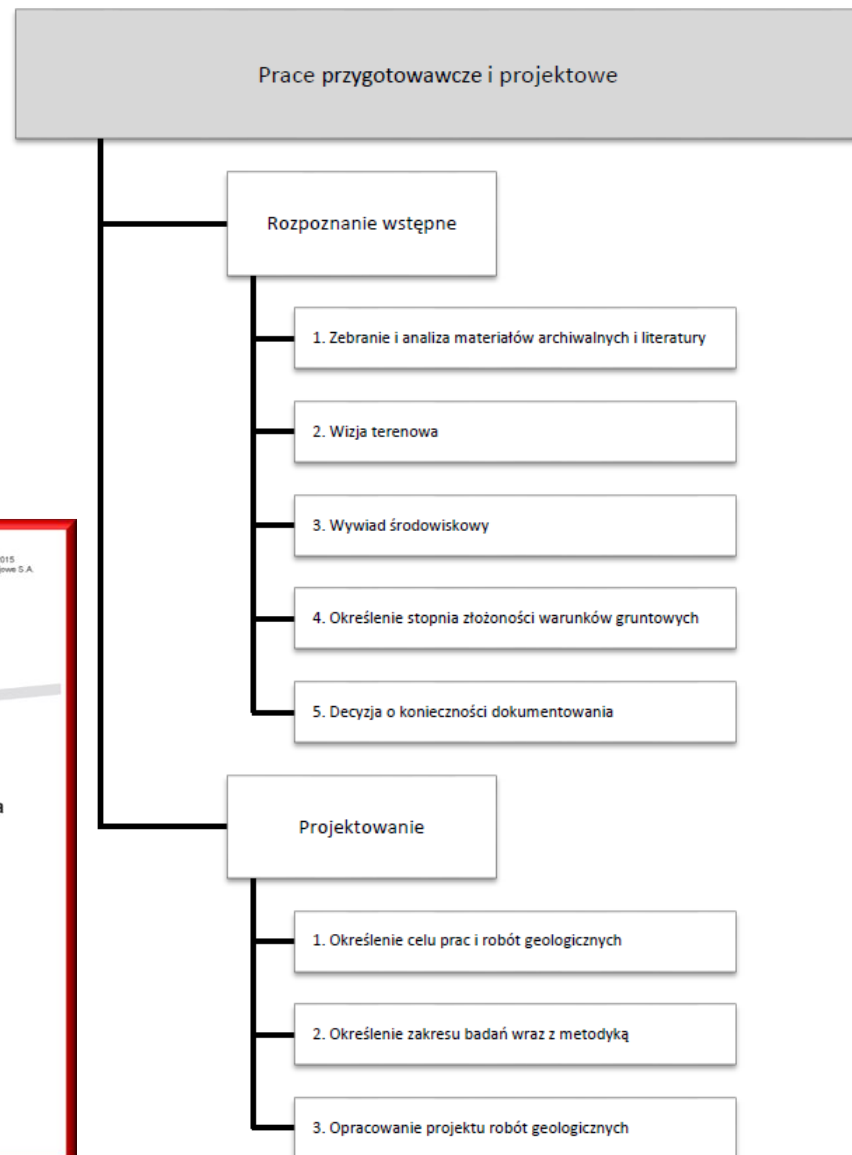 Prace przygotowawcze i projektowe
Rozpoznanie wstępne
1. Zebranie i analiza materiałów archiwalnych i literatury
2. Wizja terenowa
3. Wywiad środowiskowy
4. Określenie stopnia złożoności warunków gruntowych
5. Decyzja o konieczności dokumentowania
015
jowe S.A.
a
Projektowanie
1. Określenie celu prac i robót geologicznych
2. Określenie zakresu badań wraz z metodyką
3. Opracowanie projektu robót geologicznych